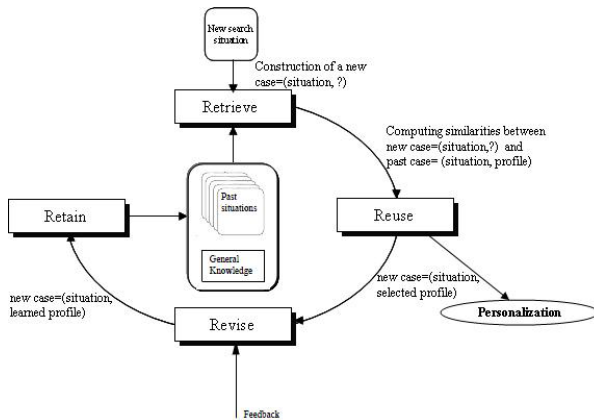 New search
situation
Construction of a new
case=(situation, ?)
Retrieve
Computing similarities between
new case=(situation,?) and
past case= (situation, profile)
Past
situations
Retain
Reuse
General
Knowledge
new case=(situation,
learned profile)
new case=(situation,
selected profile)
Revise
Personalization
Feedback